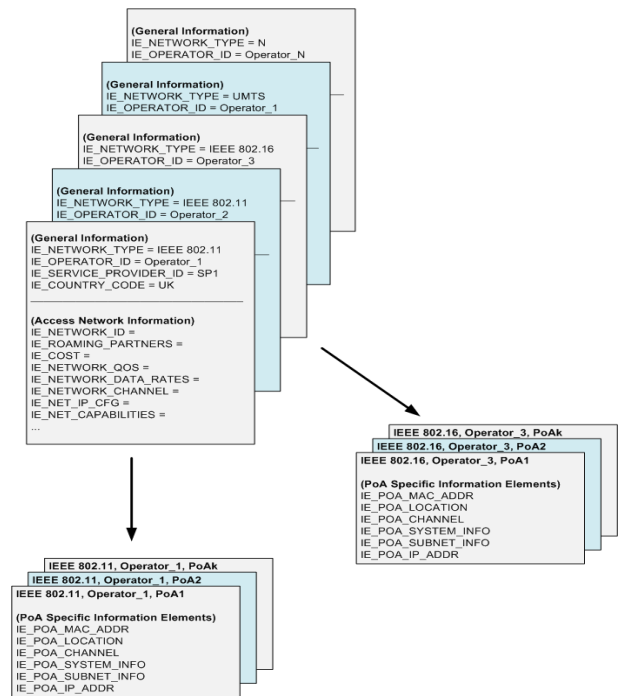 (General Information)
IE_NETWORK_TYPE = N
IE_OPERATOR_ID = Operator_N
(General Information)
IE_NETWORK_TYPE = UMTS
IE_OPERATOR_ID = Operator_1
(General Information)
IE_NETWORK_TYPE = IEEE 802.16
IE_OPERATOR_ID = Operator_3
(General Information)
IE_NETWORK_TYPE = IEEE 802.11
IE_OPERATOR_ID = Operator_2
(General Information)
IE_NETWORK_TYPE = IEEE 802.11
IE_OPERATOR_ID = Operator_1
IE_SERVICE_PROVIDER_ID = SP1
IE_COUNTRY_CODE = UK
(Access Network Information)
IE_NETWORK_ID =
IE_ROAMING_PARTNERS =
IE_COST =
IE_NETWORK_QOS =
IE_NETWORK_DATA_RATES =
IE_NETWORK_CHANNEL =
IE_NET_IP_CFG =
IE_NET_CAPABILITIES =
...
IEEE 802.16, Operator_3, PoAk
IEEE 802.16, Operator_3, PoA2
IEEE 802.16, Operator_3, PoA1
(PoA Specific Information Elements)
IE_POA_MAC_ADDR
IE_POA_LOCATION
IE_POA_CHANNEL
IE_POA_SYSTEM_INFO
IE_POA_SUBNET_INFO
IE_POA_IP_ADDR
IEEE 802.11, Operator_1, PoAk
IEEE 802.11, Operator_1, PoA2
IEEE 802.11, Operator_1, PoA1
(PoA Specific Information Elements)
IE_POA_MAC_ADDR
IE_POA_LOCATION
IE_POA_CHANNEL
IE_POA_SYSTEM_INFO
IE_POA_SUBNET_INFO
IE_POA_IP_ADDR